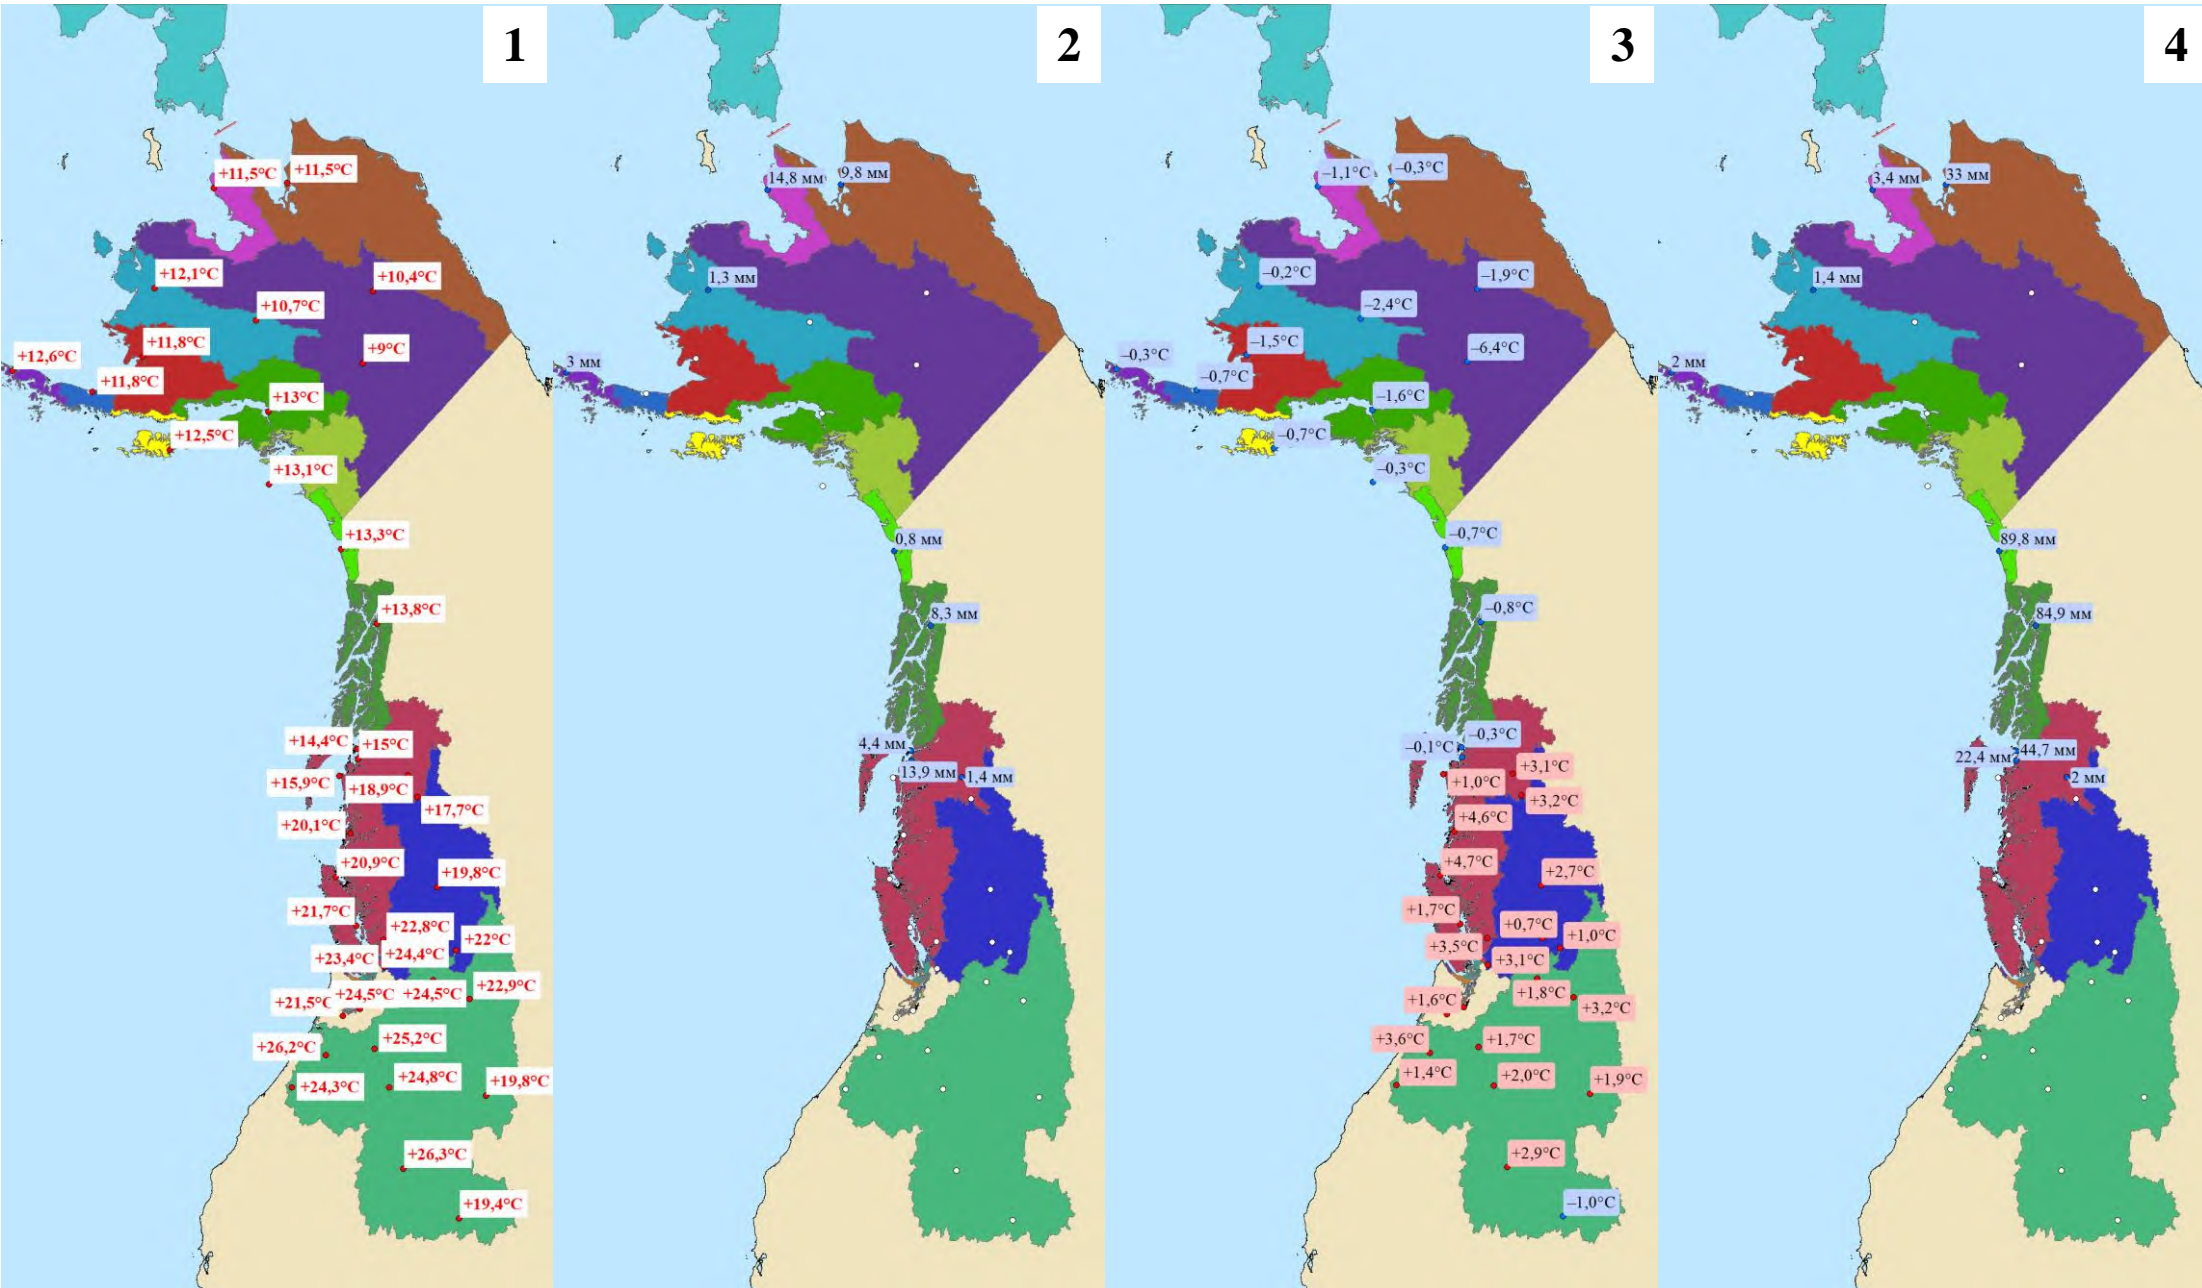 1
+11,5°C
+11,5°C
+12,1°C
+10,4°C
+10,7°C
+11,8°C
+9°C
+12,6°C
+11,8°C
+13°C
+12,5°C
+13,1°C
+13,3°C
+13,8°C
+14,4°C
+15°C
+15,9°C
+18,9°C
+17,7°C
+20,1°C
+20,9°C
+19,8°C
+21,7°C
+22,8°C
+22°C
+24,4°C
+23,4°C
+22,9°C
+21,5°C
+24,5°C
+24,5°C
+25,2°C
+26,2°C
+24,8°C
+24,3°C
+19,8°C
+26,3°C
+19,4°C
2
14,8 мм
9,8 мм
1,3 мм
3 мм
0,8 мм
8,3 мм
4,4 мм
13,9 мм
1,4 мм
3
–1,1°C
–0,3°C
–0,2°C
–1,9°C
–2,4°C
–1,5°C
–6,4°C
–0,3°C
–0,7°C
–1,6°C
–0,7°C
–0,3°C
–0,7°C
–0,8°C
–0,3°C
–0,1°C
+3,1°C
+1,0°C
+3,2°C
+4,6°C
+4,7°C
+2,7°C
+1,7°C
+0,7°C
+1,0°C
+3,5°C
+3,1°C
+1,8°C
+1,6°C
+3,2°C
+3,6°C
+1,7°C
+1,4°C
+2,0°C
+1,9°C
+2,9°C
–1,0°C
4
3,4 мм
33 мм
1,4 мм
2 мм
89,8 мм
84,9 мм
44,7 мм
22,4 мм
2 мм